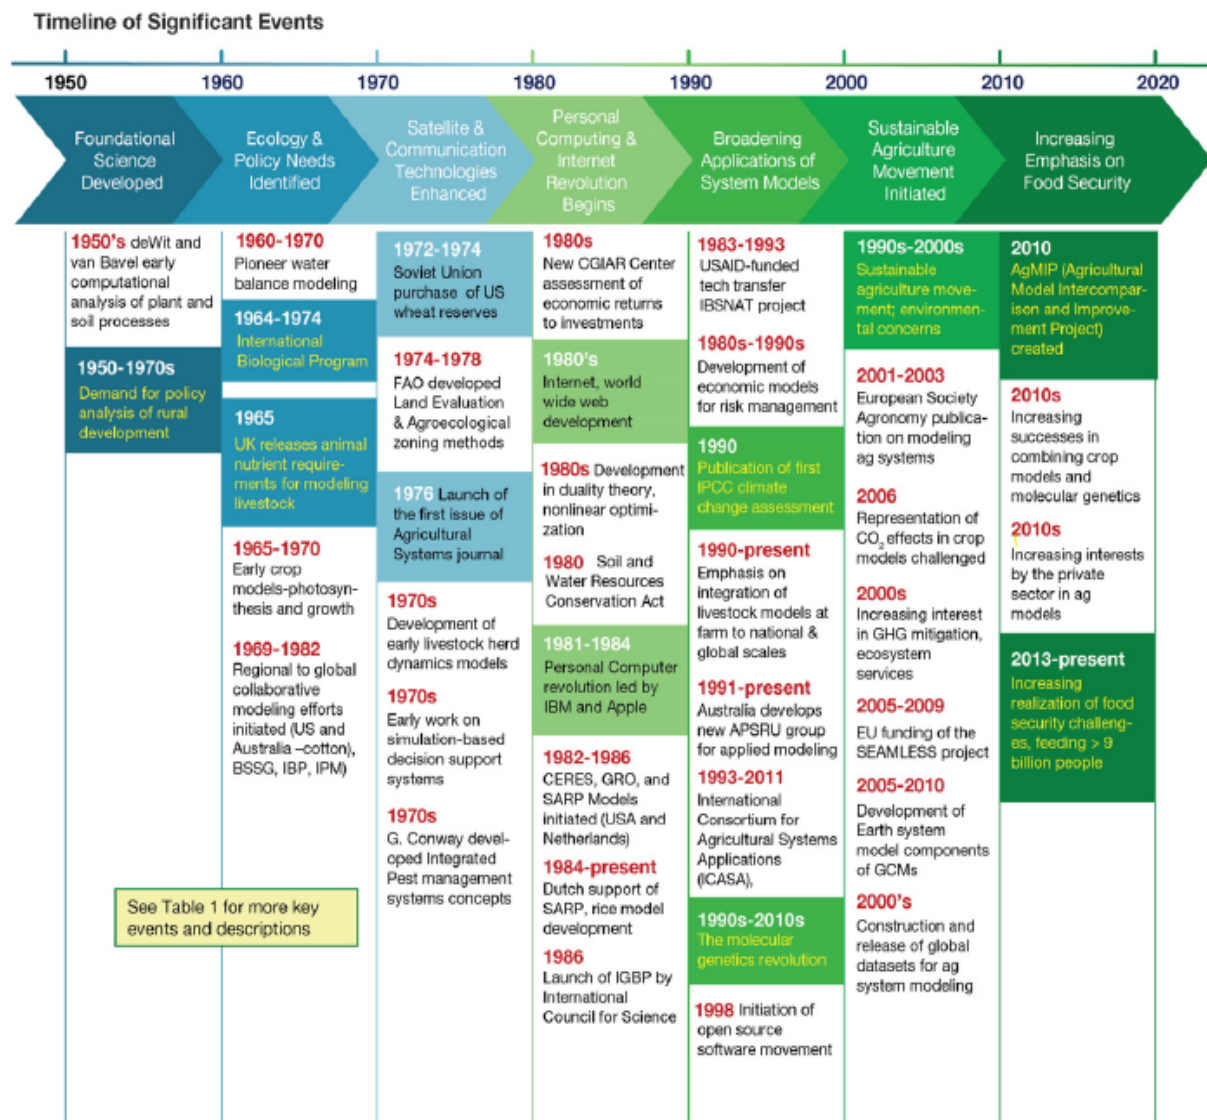 Timeline of Significant Events
1950 1960 1970 1980 1990 2000 2010 2020
Foundational
Science
Developed
Ecology &
Policy Needs
Identified
Satellite &
Communication
Technologies
Enhanced
Personal
Computing &
Internet
Revolution
Begins
Broadening
Applications of
System Models
Sustainable
Agriculture
Movement
Initiated
Increasing
Emphasis on
Food Security
1950's deWit and
van Bavel early
computational
analysis of plant and
soil processes
1950-1970s
Demand for policy
analysis of rural
development
1960-1970
Pioneer water
balance modeling
1964-1974
International
Biological Program
1965
UK releases animal
nutrient require-
ments for modeling
livestock
1965-1970
Early crop
models-photosyn-
thesis and growth
1969-1982
Regional to global
collaborative
modeling efforts
initiated (US and
Australia –cotton),
BSSG, IBP, IPM)
See Table 1 for more key
events and descriptions
1972-1974
Soviet Union
purchase of US
wheat reserves
1974-1978
FAO developed
Land Evaluation
& Agroecological
zoning methods
1976 Launch of
the first issue of
Agricultural
Systems journal
1970s
Development of
early livestock herd
dynamics models
1970s
Early work on
simulation-based
decision support
systems
1970s
G. Conway devel-
oped Integrated
Pest management
systems concepts
1980s
New CGIAR Center
assessment of
economic returns
to investments
1980's
Internet, world
wide web
development
1980s Development
in duality theory,
nonlinear optimi-
zation
1980 Soil and
Water Resources
Conservation Act
1981-1984
Personal Computer
revolution led by
IBM and Apple
1982-1986
CERES, GRO, and
SARP Models
initiated (USA and
Netherlands)
1984-present
Dutch support of
SARP, rice model
development
1986
Launch of IGBP by
International
Council for Science
1983-1993
USAID-funded
tech transfer
IBSNAT project
1980s-1990s
Development of
economic models
for risk management
1990
Publication of first
IPCC climate
change assessment
1990-present
Emphasis on
integration of
livestock models at
farm to national &
global scales
1991-present
Australia develops
new APSRU group
for applied modeling
1993-2011
International
Consortium for
Agricultural Systems
Applications
(ICASA),
1990s-2010s
The molecular
genetics revolution
1998 Initiation of
open source
software movement
1990s-2000s
Sustainable
agriculture move-
ment; environmen-
tal concerns
2001-2003
European Society
Agronomy publica-
tion on modeling
ag systems
2006
Representation of
CO₂ effects in crop
models challenged
2000s
Increasing interest
in GHG mitigation,
ecosystem
services
2005-2009
EU funding of the
SEAMLESS project
2005-2010
Development of
Earth system
model components
of GCMs
2000's
Construction and
release of global
datasets for ag
system modeling
2010
AgMIP (Agricultural
Model Intercompar-
ison and Improve-
ment Project)
created
2010s
Increasing
successes in
combining crop
models and
molecular genetics
2010s
Increasing interests
by the private
sector in ag
models
2013-present
Increasing
realization of food
security challeng-
es, feeding > 9
billion people